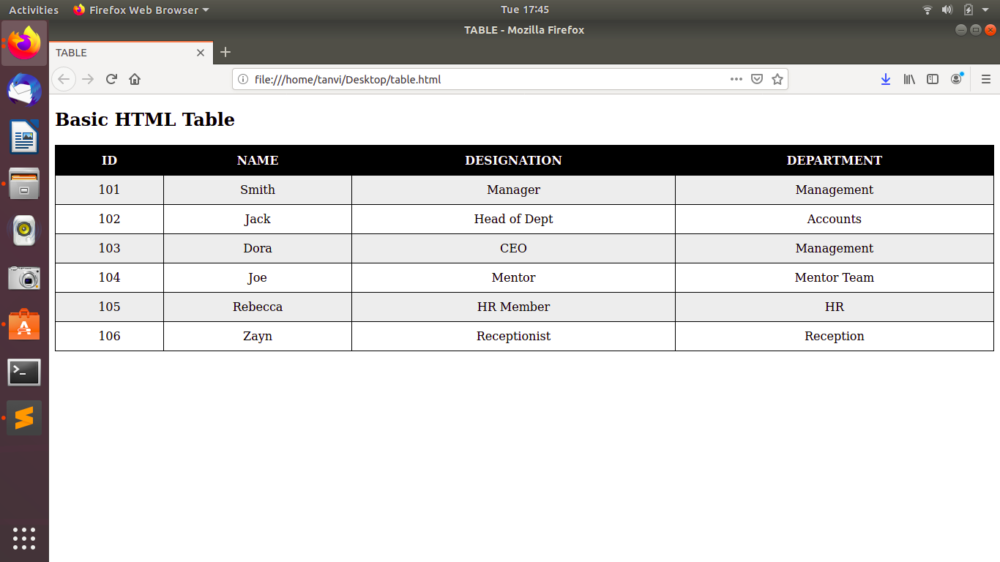 Activities Firefox Web Browser Tue 17:45
TABLE - Mozilla Firefox
TABLE
file:///home/tanvi/Desktop/table.html
Basic HTML Table
ID NAME DESIGNATION DEPARTMENT
101 Smith Manager Management
102 Jack Head of Dept Accounts
103 Dora CEO Management
104 Joe Mentor Mentor Team
105 Rebecca HR Member HR
106 Zayn Receptionist Reception